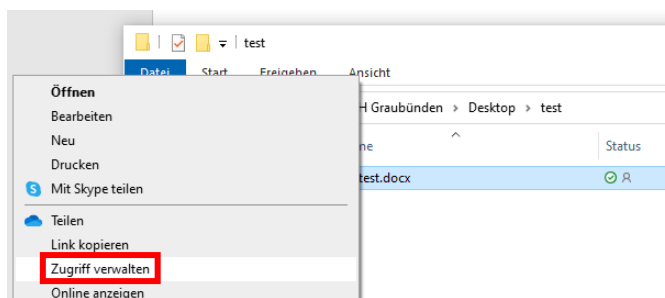 test
Datei Start Freigeben Ansicht
H Graubünden > Desktop > test
ne Status
test.docx
Öffnen
Bearbeiten
Neu
Drucken
Mit Skype teilen
Teilen
Link kopieren
Zugriff verwalten
Online anzeigen